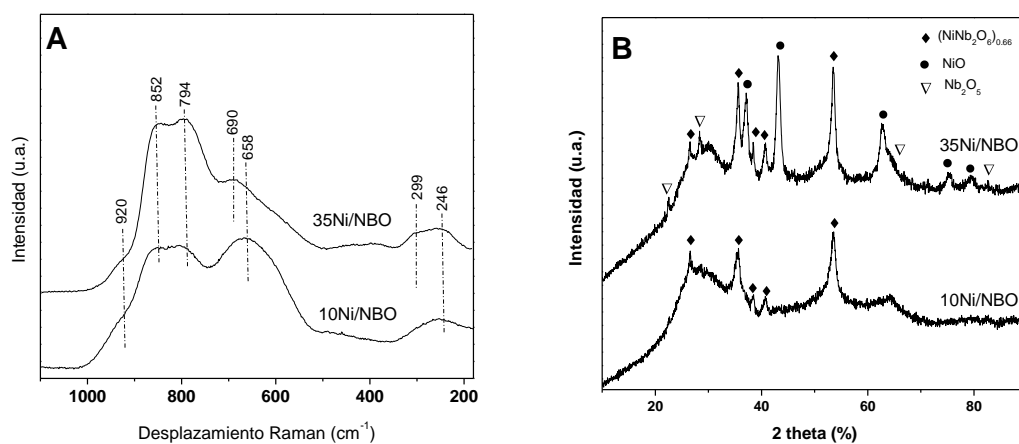 A
852
794
690
658
920
299
246
35Ni/NBO
10Ni/NBO
Intensidad (u.a.)
1000 800 600 400 200
Desplazamiento Raman (cm⁻¹)
B
♦ (NiNb₂O₆)₀.₆₆
● NiO
▽ Nb₂O₅
35Ni/NBO
10Ni/NBO
Intensidad (u.a.)
20 40 60 80
2 theta (%)